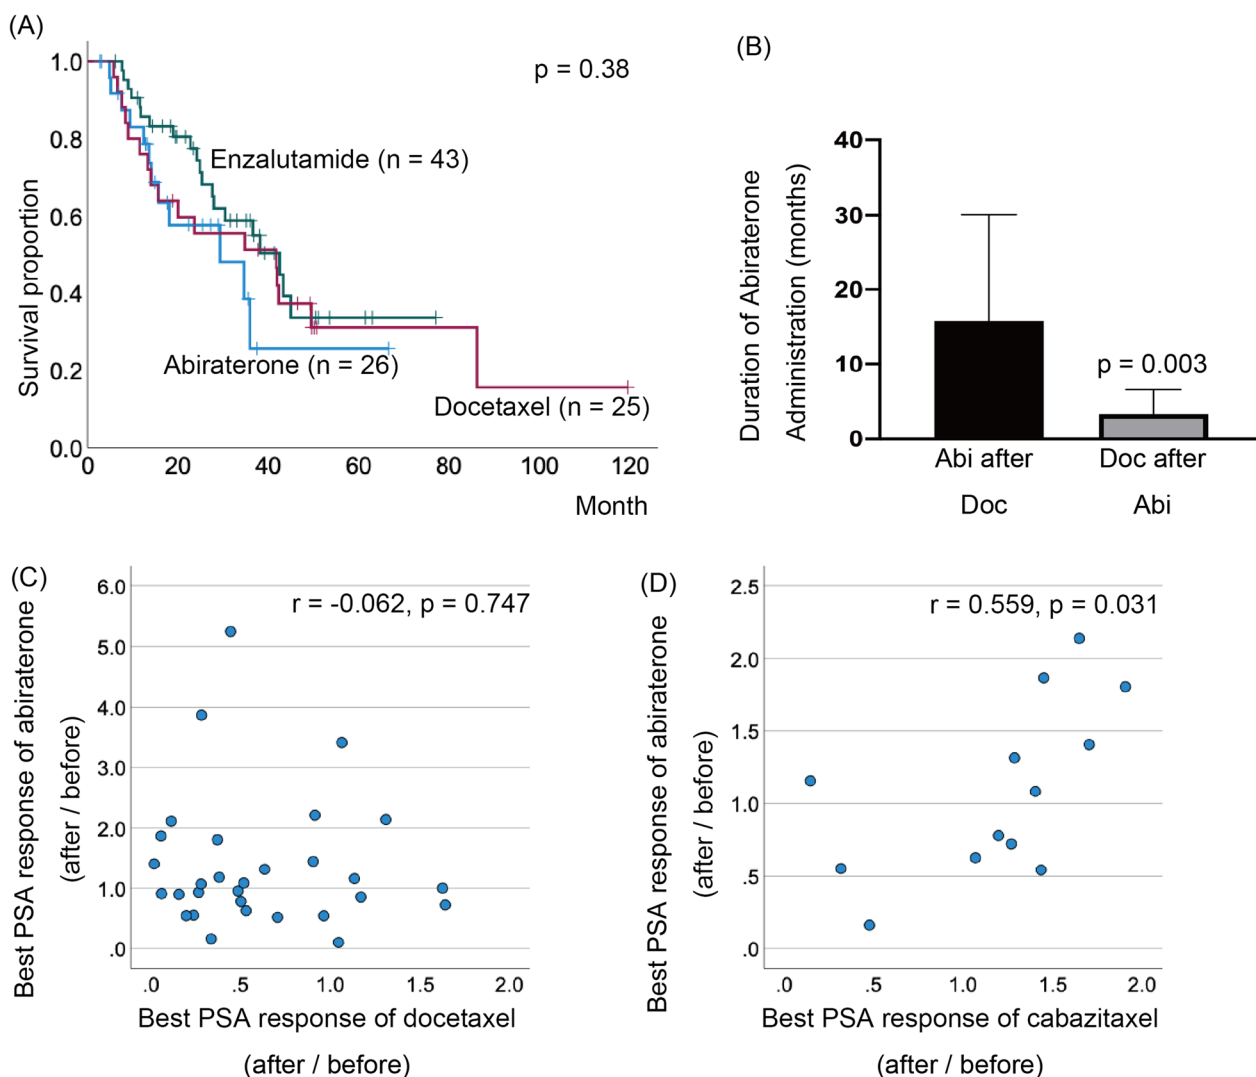 (A)
p = 0.38
Survival proportion
1.0
0.8
0.6
0.4
0.2
0.0
Enzalutamide (n = 43)
Abiraterone (n = 26)
Docetaxel (n = 25)
0 20 40 60 80 100 120
Month
(B)
Duration of Abiraterone
Administration (months)
40
30
20
10
0
p = 0.003
Abi after
Doc
Doc after
Abi
(C)
r = -0.062, p = 0.747
Best PSA response of abiraterone
(after / before)
6.0
5.0
4.0
3.0
2.0
1.0
.0
.0 .5 1.0 1.5 2.0
Best PSA response of docetaxel
(after / before)
(D)
r = 0.559, p = 0.031
Best PSA response of abiraterone
(after / before)
2.5
2.0
1.5
1.0
.5
.0
.0 .5 1.0 1.5 2.0
Best PSA response of cabazitaxel
(after / before)